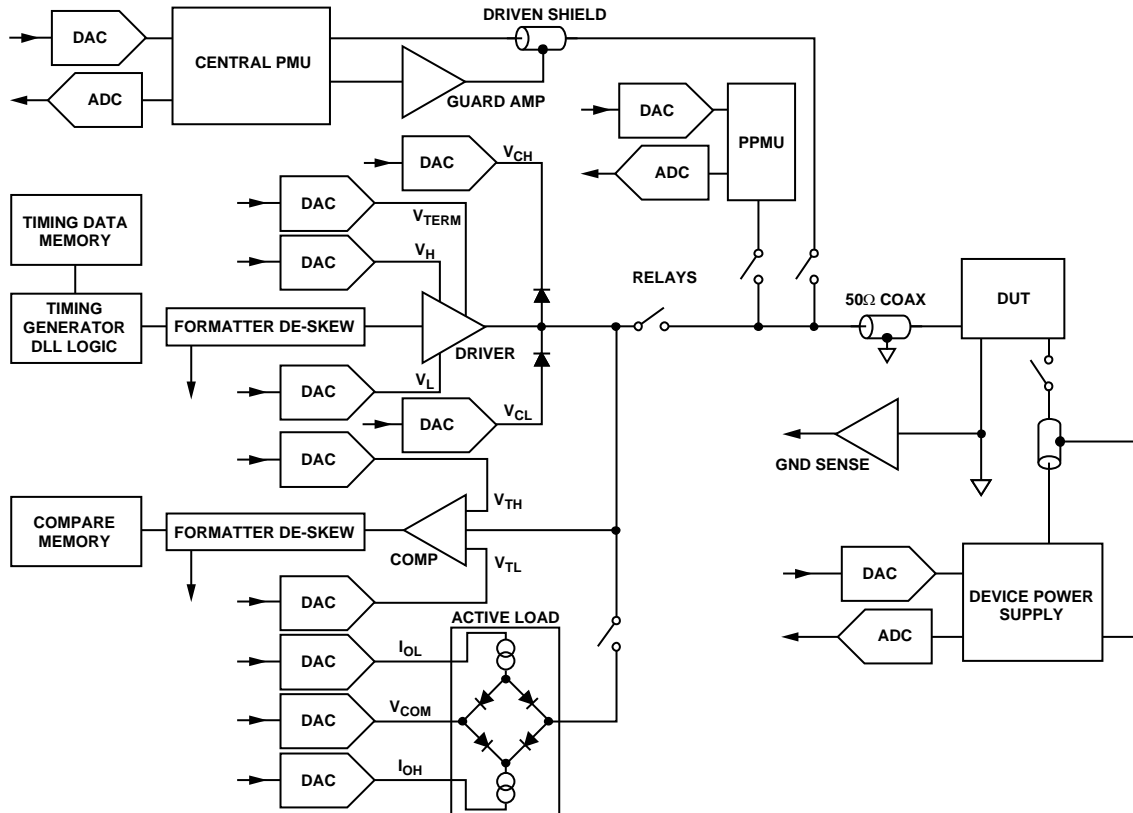 DRIVEN SHIELD
DAC
CENTRAL PMU
ADC
GUARD AMP
DAC
PPMU
ADC
DAC
V_CH
DAC
V_TERM
TIMING DATA
MEMORY
DAC
V_H
RELAYS
50Ω COAX
DUT
TIMING
GENERATOR
DLL LOGIC
FORMATTER DE-SKEW
DRIVER
DAC
V_L
DAC
V_CL
GND SENSE
DAC
V_TH
COMPARE
MEMORY
FORMATTER DE-SKEW
COMP
V_TL
DAC
DAC
DEVICE POWER
SUPPLY
ADC
ACTIVE LOAD
DAC
I_OL
DAC
V_COM
DAC
I_OH